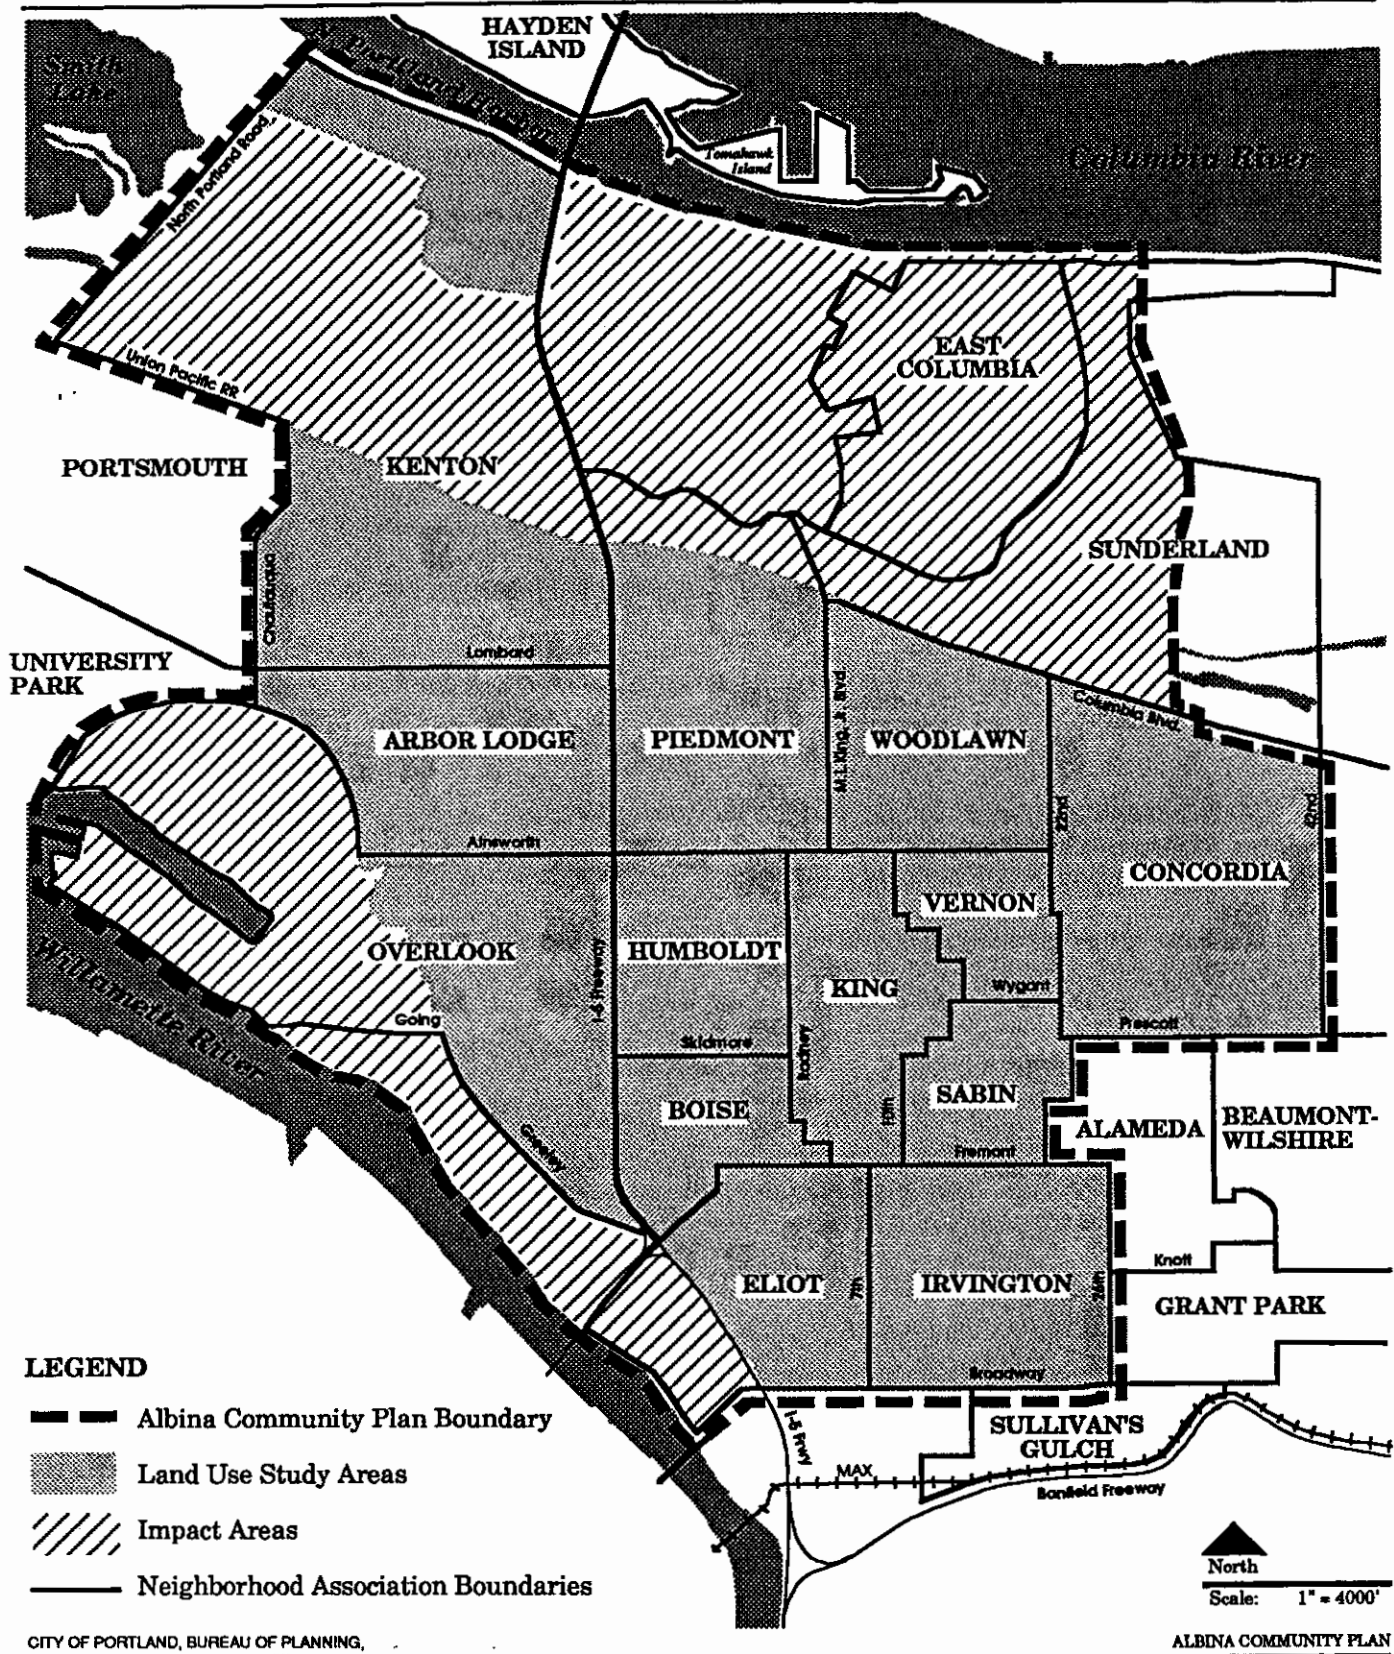 HAYDEN
ISLAND
Smith
Lake
N. Portland Harbor
Tomahawk
Island
Columbia River
North Portland Road
EAST
COLUMBIA
Union Pacific RR
PORTSMOUTH
KENTON
SUNDERLAND
Chautauqua
Lombard
UNIVERSITY
PARK
Columbia Blvd.
ARBOR LODGE
PIEDMONT
M.L.King, Jr. Blvd.
WOODLAWN
22nd
42nd
Ainsworth
CONCORDIA
VERNON
OVERLOOK
I-5 Freeway
HUMBOLDT
KING
Wygant
Willamette River
Going
Skidmore
Rodney
Prescott
BOISE
10th
SABIN
ALAMEDA
BEAUMONT-
WILSHIRE
Greeley
Fremont
Knott
ELIOT
7th
IRVINGTON
26th
GRANT PARK
Broadway
LEGEND
Albina Community Plan Boundary
Land Use Study Areas
Impact Areas
Neighborhood Association Boundaries
I-5 Frwy
SULLIVAN'S
GULCH
MAX
Banfield Freeway
North
Scale: 1" = 4000'
CITY OF PORTLAND, BUREAU OF PLANNING,
ALBINA COMMUNITY PLAN